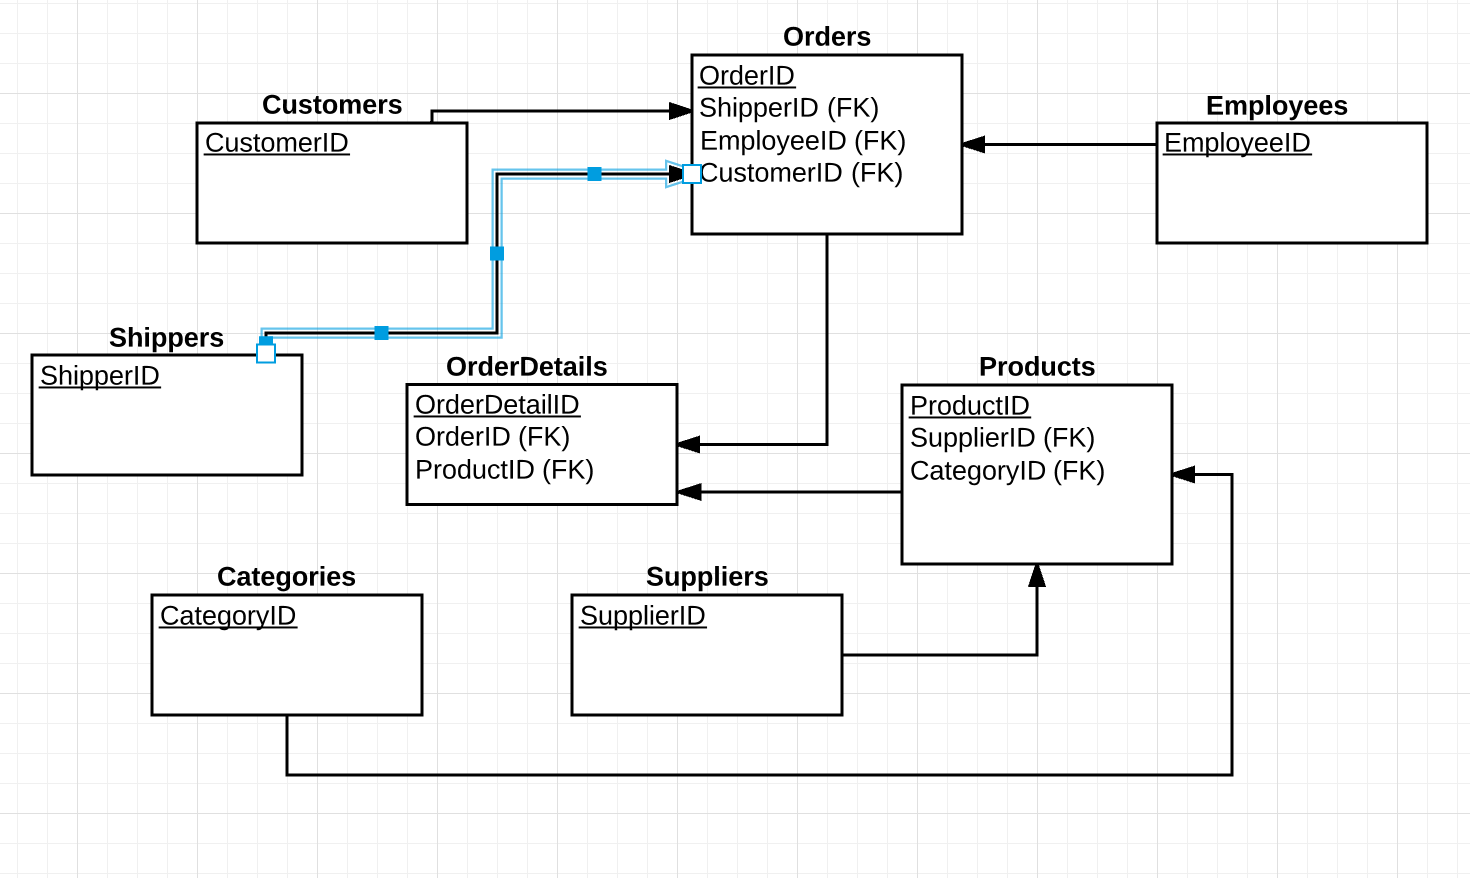 Orders
OrderID
ShipperID (FK)
EmployeeID (FK)
CustomerID (FK)
Customers
CustomerID
Employees
EmployeeID
Shippers
ShipperID
OrderDetails
OrderDetailID
OrderID (FK)
ProductID (FK)
Products
ProductID
SupplierID (FK)
CategoryID (FK)
Categories
CategoryID
Suppliers
SupplierID